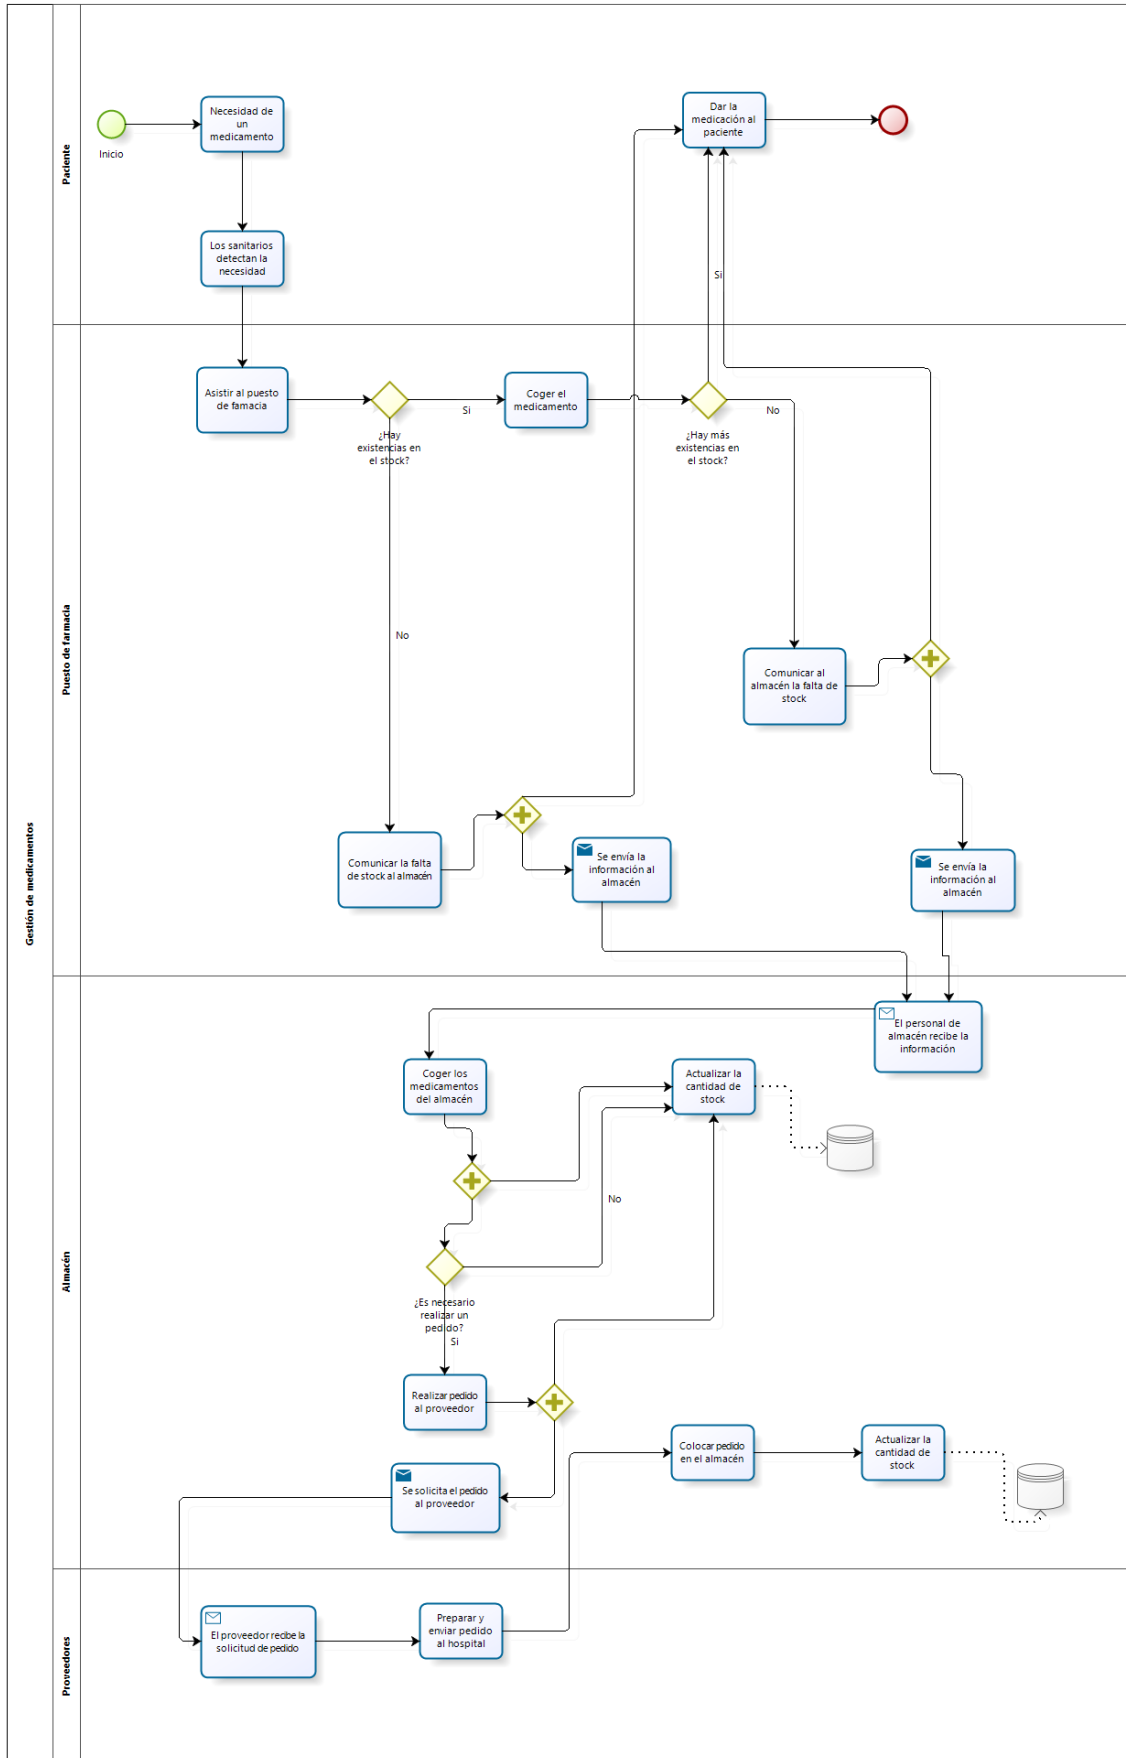 Gestión de medicamentos
Paciente
Inicio
Necesidad de
un
medicamento
Los sanitarios
detectan la
necesidad
Dar la
medicación al
paciente
Si
Puesto de farmacia
Asistir al puesto
de famacia
¿Hay
existencias en
el stock?
Si
Coger el
medicamento
¿Hay más
existencias en
el stock?
No
No
Comunicar al
almacén la falta de
stock
Comunicar la falta
de stock al almacén
Se envía la
información al
almacén
Se envía la
información al
almacén
Almacén
El personal de
almacén recibe la
información
Coger los
medicamentos
del almacén
Actualizar la
cantidad de
stock
No
¿Es necesario
realizar un
pedido?
Si
Realizar pedido
al proveedor
Se solicita el pedido
al proveedor
Colocar pedido
en el almacén
Actualizar la
cantidad de
stock
Proveedores
El proveedor recibe la
solicitud de pedido
Preparar y
enviar pedido
al hospital